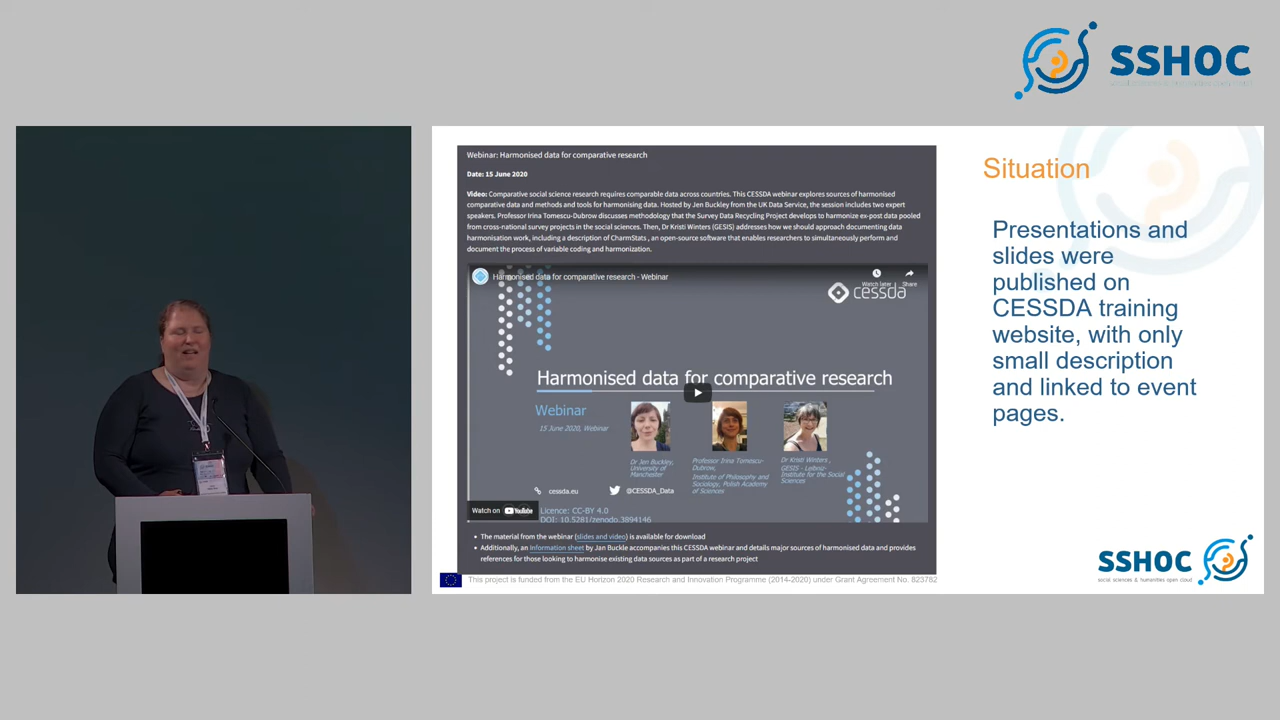 SSHOC
Webinar: Harmonised data for comparative research
Date: 15 June 2020
Video: Comparative social science research requires comparable data across countries. This CESSDA webinar explores sources of harmonised
comparative data and methods and tools for harmonising data. Hosted by Jen Buckley from the UK Data Service, the session includes two expert
speakers. Professor Irina Tomescu-Dubrow discusses methodology that the Survey Data Recycling Project develops to harmonize ex-post data pooled
from cross-national survey projects in the social sciences. Then, Dr Kristi Winters (GESIS) addresses how we should approach documenting data
harmonisation work, including a description of CharmStats , an open-source software that enables researchers to simultaneously perform and
document the process of variable coding and harmonization.
Harmonised data for comparative research - Webinar
Watch later
Share
cessda
Harmonised data for comparative research
Webinar
15 June 2020, Webinar
Dr Jen Buckley,
University of
Manchester
Professor Irina Tomescu-
Dubrow,
Institute of Philosophy and
Sociology, Polish Academy
of Sciences
Dr Kristi Winters ,
GESIS - Leibniz-
Institute for the Social
Sciences
cessda.eu
@CESSDA_Data
Watch on YouTube
Licence: CC-BY 4.0
DOI: 10.5281/zenodo.3894146
The material from the webinar (slides and video) is available for download
Additionally, an information sheet by Jan Buckle accompanies this CESSDA webinar and details major sources of harmonised data and provides
references for those looking to harmonise existing data sources as part of a research project
This project is funded from the EU Horizon 2020 Research and Innovation Programme (2014-2020) under Grant Agreement No. 823782
Situation
Presentations and
slides were
published on
CESSDA training
website, with only
small description
and linked to event
pages.
SSHOC
social sciences & humanities open cloud